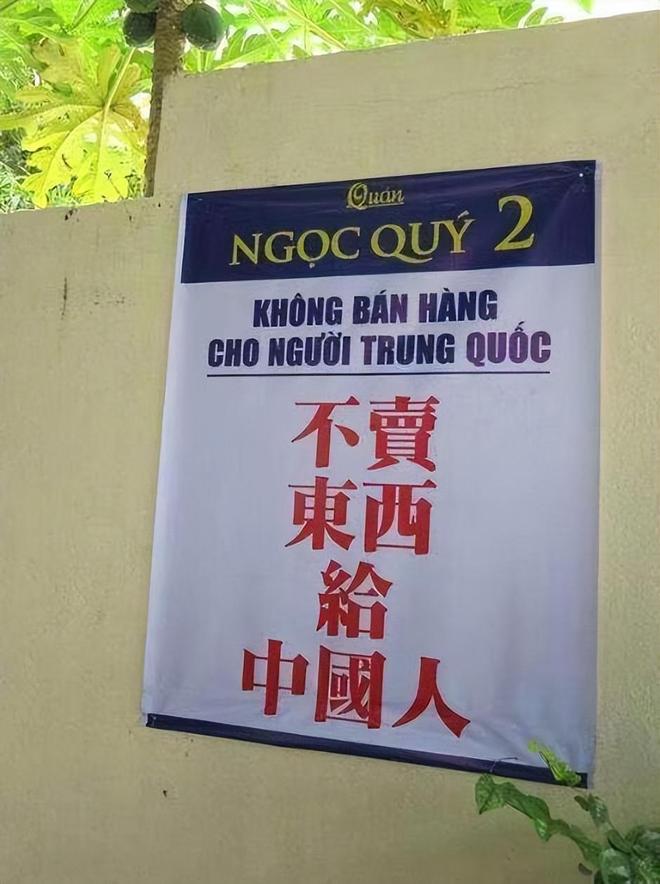 Quán
NGỌC QUÝ 2
KHÔNG BÁN HÀNG
CHO NGƯỜI TRUNG QUỐC
不賣
東西
給
中國人